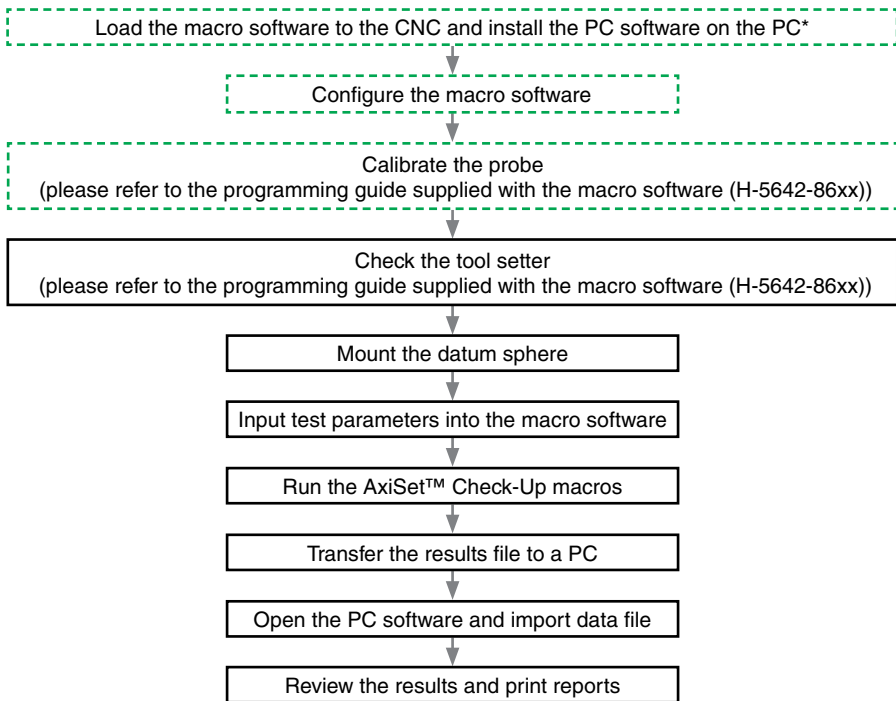 Load the macro software to the CNC and install the PC software on the PC*
Configure the macro software
Calibrate the probe
(please refer to the programming guide supplied with the macro software (H-5642-86xx))
Check the tool setter
(please refer to the programming guide supplied with the macro software (H-5642-86xx))
Mount the datum sphere
Input test parameters into the macro software
Run the AxiSet™ Check-Up macros
Transfer the results file to a PC
Open the PC software and import data file
Review the results and print reports